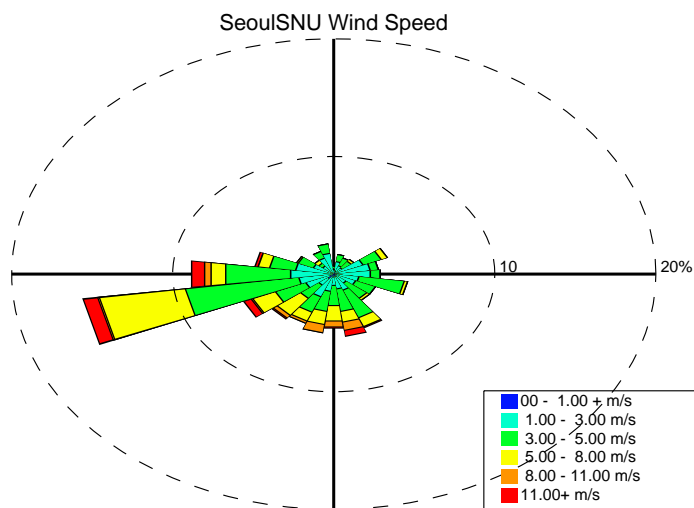 SeoulSNU Wind Speed
10
20%
00 - 1.00 + m/s
1.00 - 3.00 m/s
3.00 - 5.00 m/s
5.00 - 8.00 m/s
8.00 - 11.00 m/s
11.00+ m/s